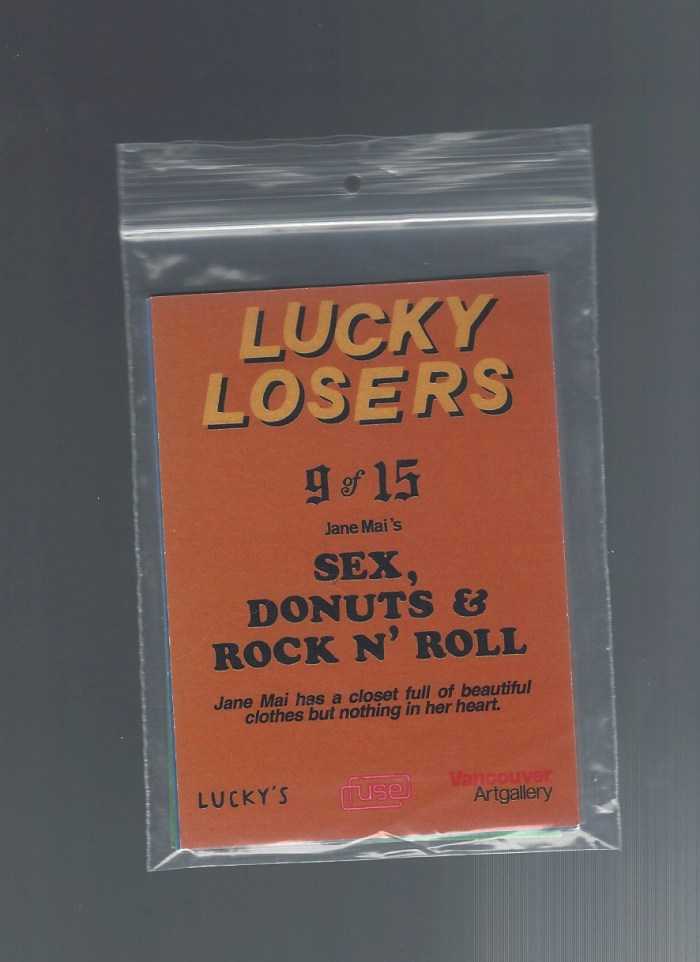 LUCKY
LOSERS
9 of 15
Jane Mai's
SEX,
DONUTS &
ROCK N' ROLL
Jane Mai has a closet full of beautiful
clothes but nothing in her heart.
LUCKY'S
fuse
Vancouver
Artgallery